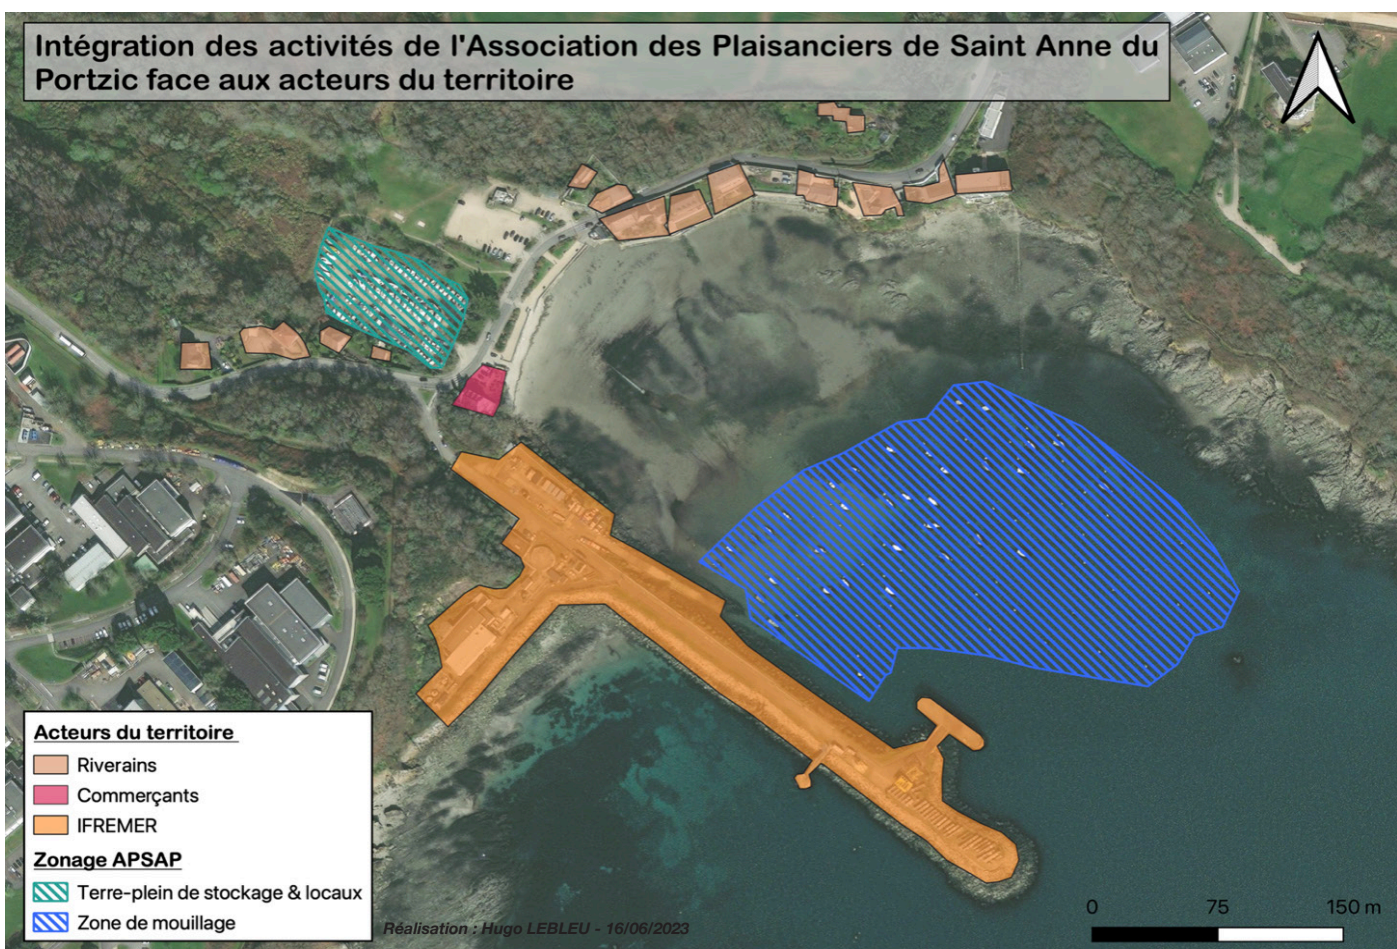 Intégration des activités de l'Association des Plaisanciers de Saint Anne du
Portzic face aux acteurs du territoire
Acteurs du territoire
Riverains
Commerçants
IFREMER
Zonage APSAP
Terre-plein de stockage & locaux
Zone de mouillage
Réalisation : Hugo LEBLEU - 16/06/2023
0 75 150 m